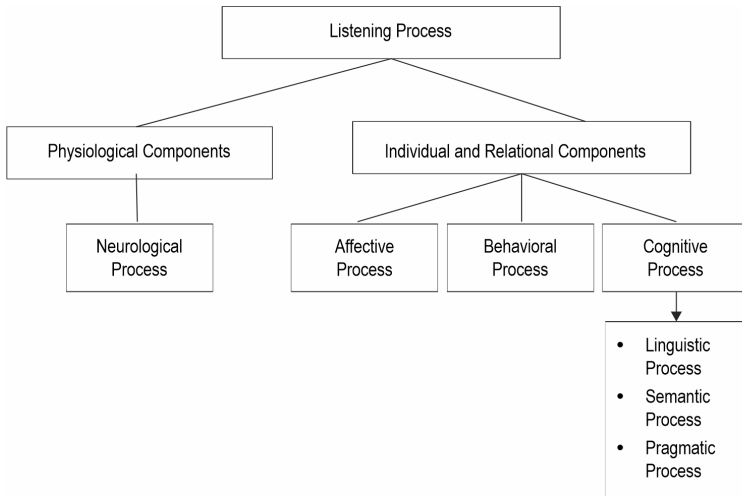 Listening Process
Physiological Components
Individual and Relational Components
Neurological
Process
Affective
Process
Behavioral
Process
Cognitive
Process
• Linguistic
Process
• Semantic
Process
• Pragmatic
Process